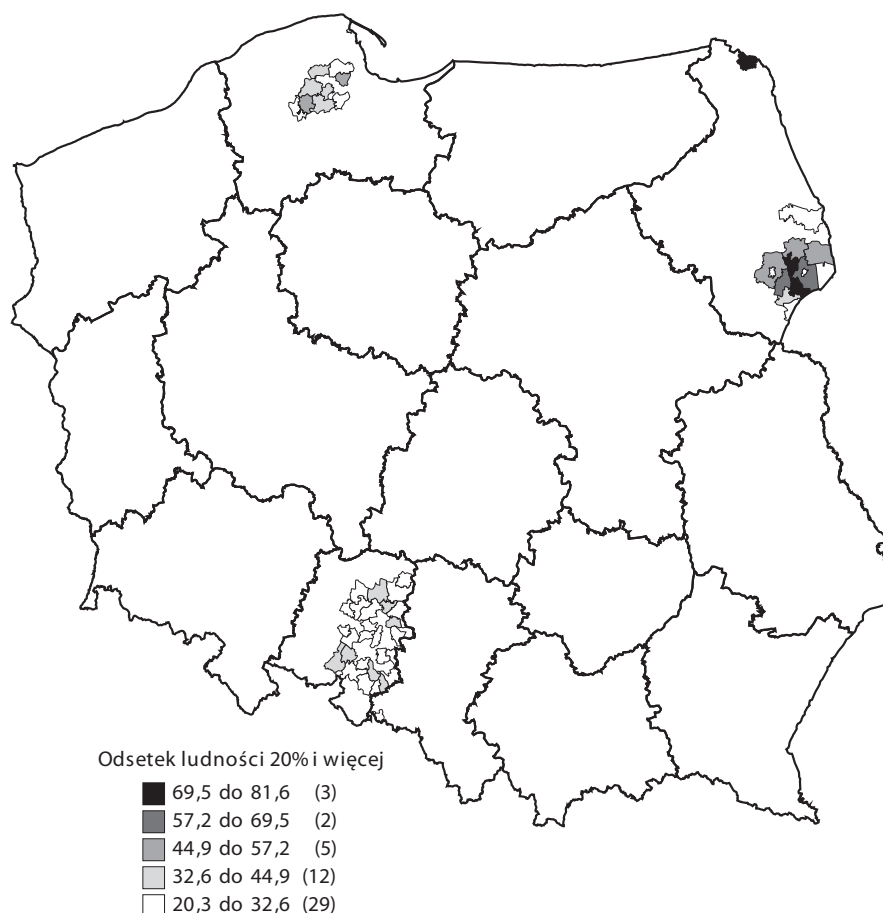 Odsetek ludności 20% i więcej
69,5 do 81,6 (3)
57,2 do 69,5 (2)
44,9 do 57,2 (5)
32,6 do 44,9 (12)
20,3 do 32,6 (29)